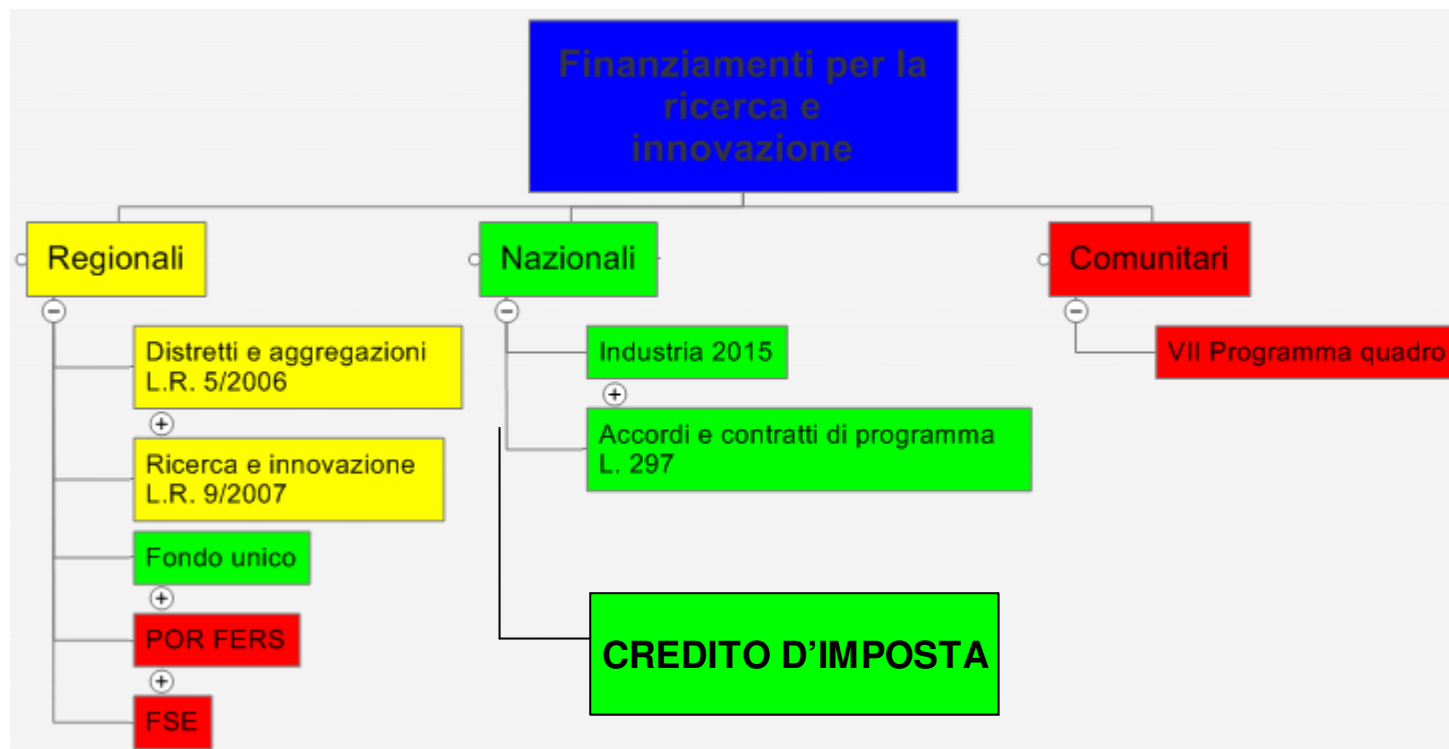 Finanziamenti per la
ricerca e
innovazione
Regionali
Nazionali
Comunitari
Distretti e aggregazioni
L.R. 5/2006
Ricerca e innovazione
L.R. 9/2007
Fondo unico
POR FERS
FSE
Industria 2015
Accordi e contratti di programma
L. 297
CREDITO D’IMPOSTA
VII Programma quadro